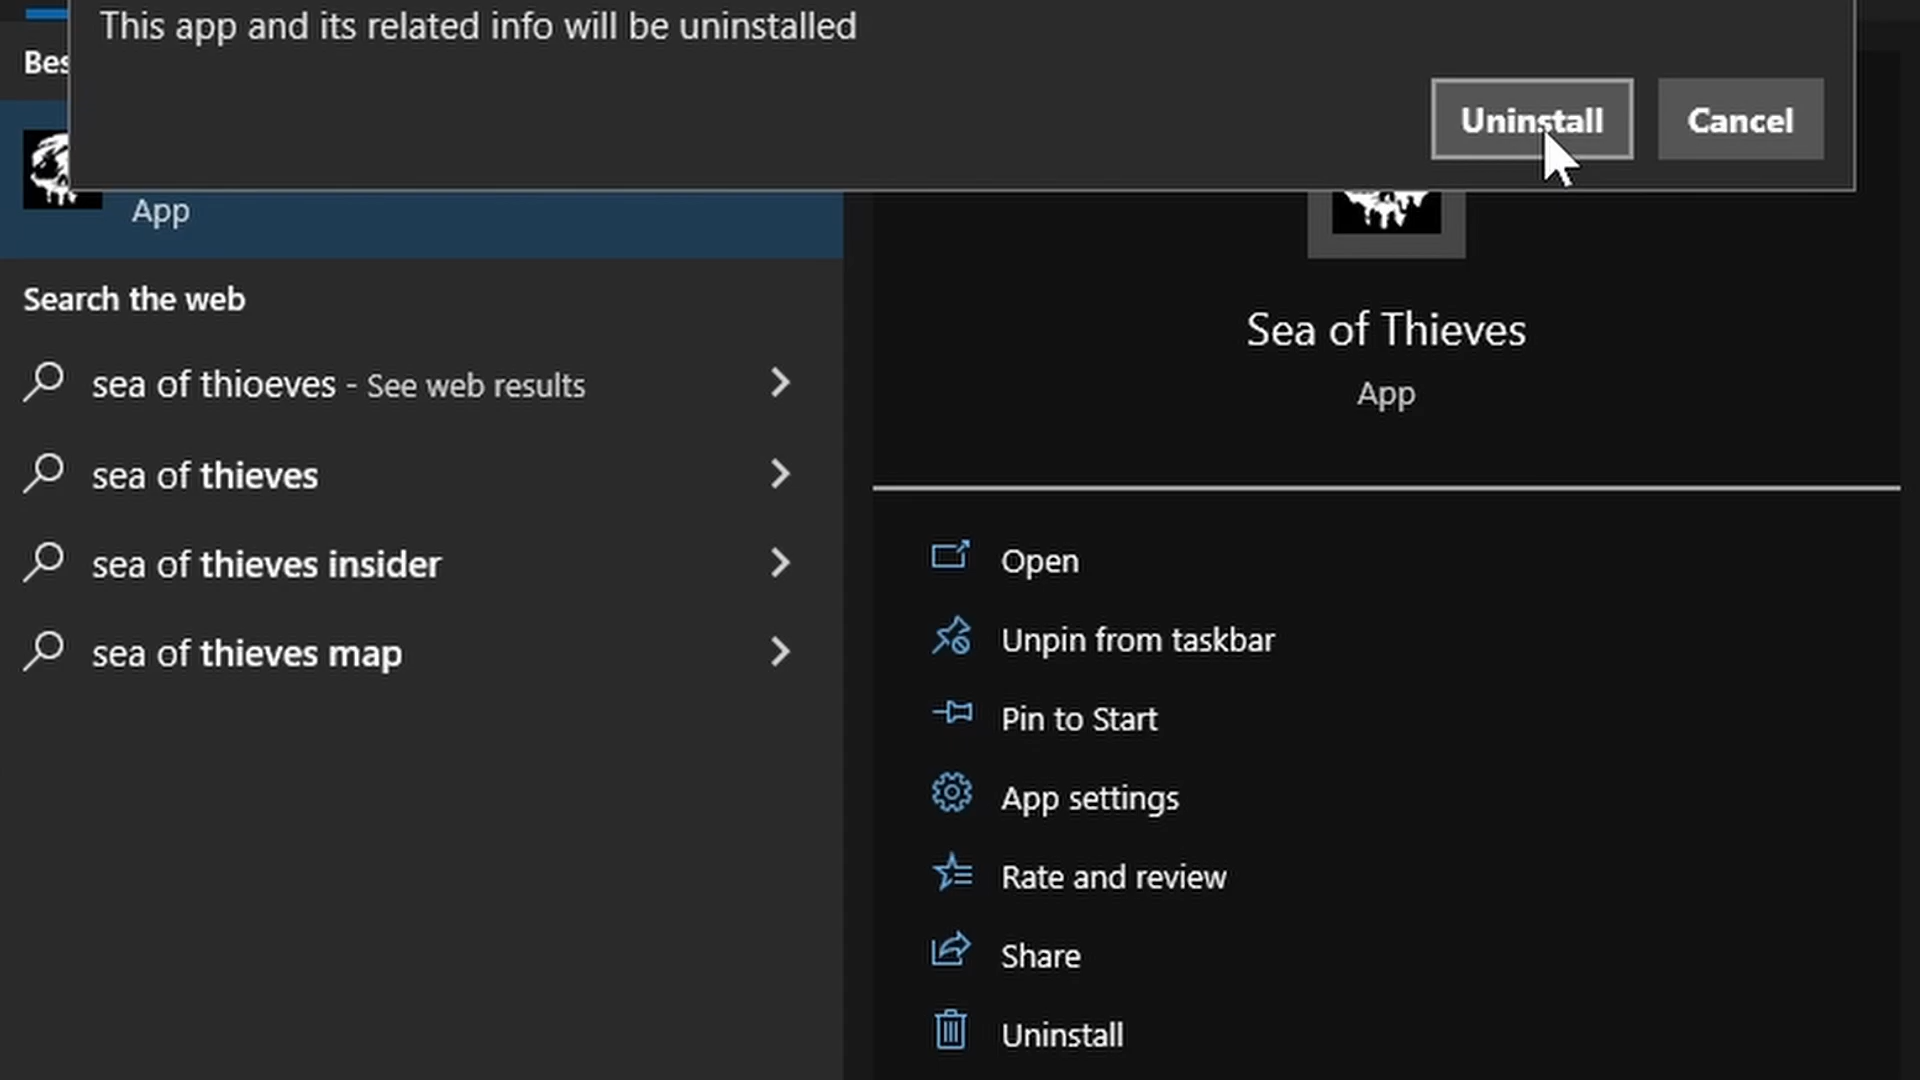 This app and its related info will be uninstalled
Bes
Uninstall
Cancel
App
Search the web
sea of thioeves - See web results
sea of thieves
sea of thieves insider
sea of thieves map
Sea of Thieves
App
Open
Unpin from taskbar
Pin to Start
App settings
Rate and review
Share
Uninstall